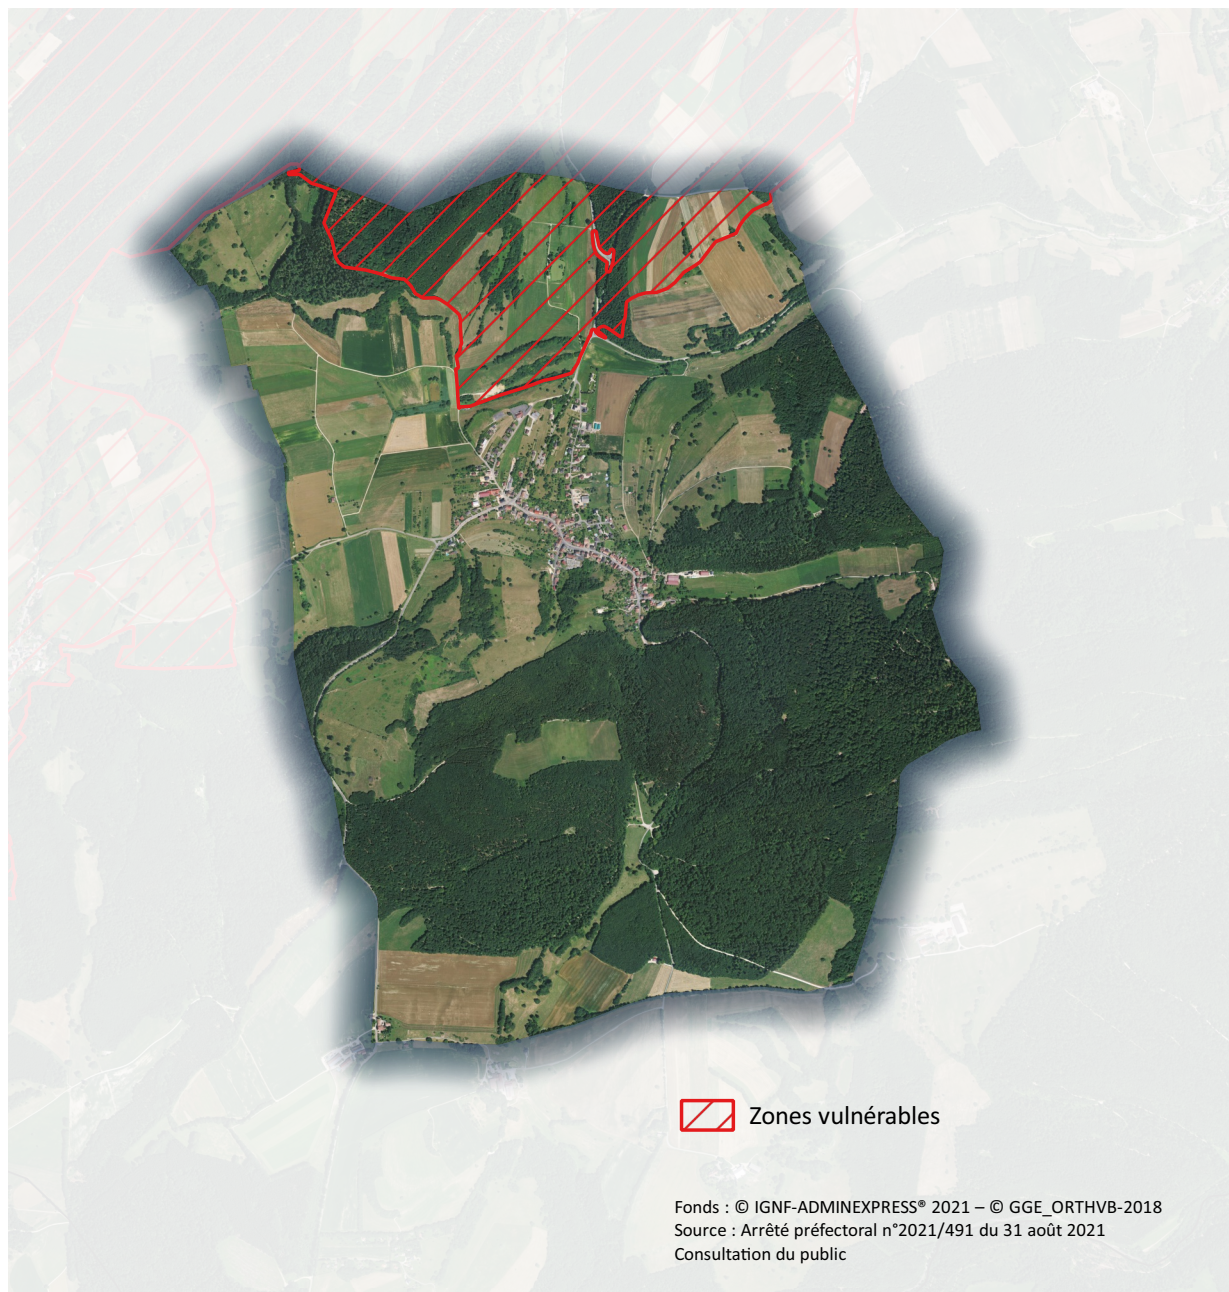 Zones vulnérables
Fonds : © IGNF-ADMINEXPRESS® 2021 – © GGE_ORTHVB-2018
Source : Arrêté préfectoral n°2021/491 du 31 août 2021
Consultation du public